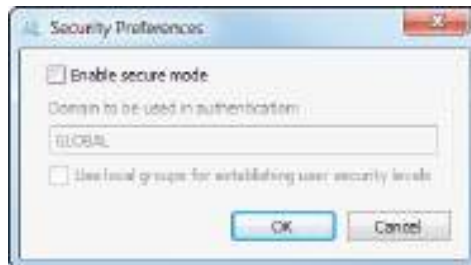 Security Preferences
Enable secure mode
Domain to be used in authentication:
GLOBAL
Use local groups for establishing user security levels
OK
Cancel